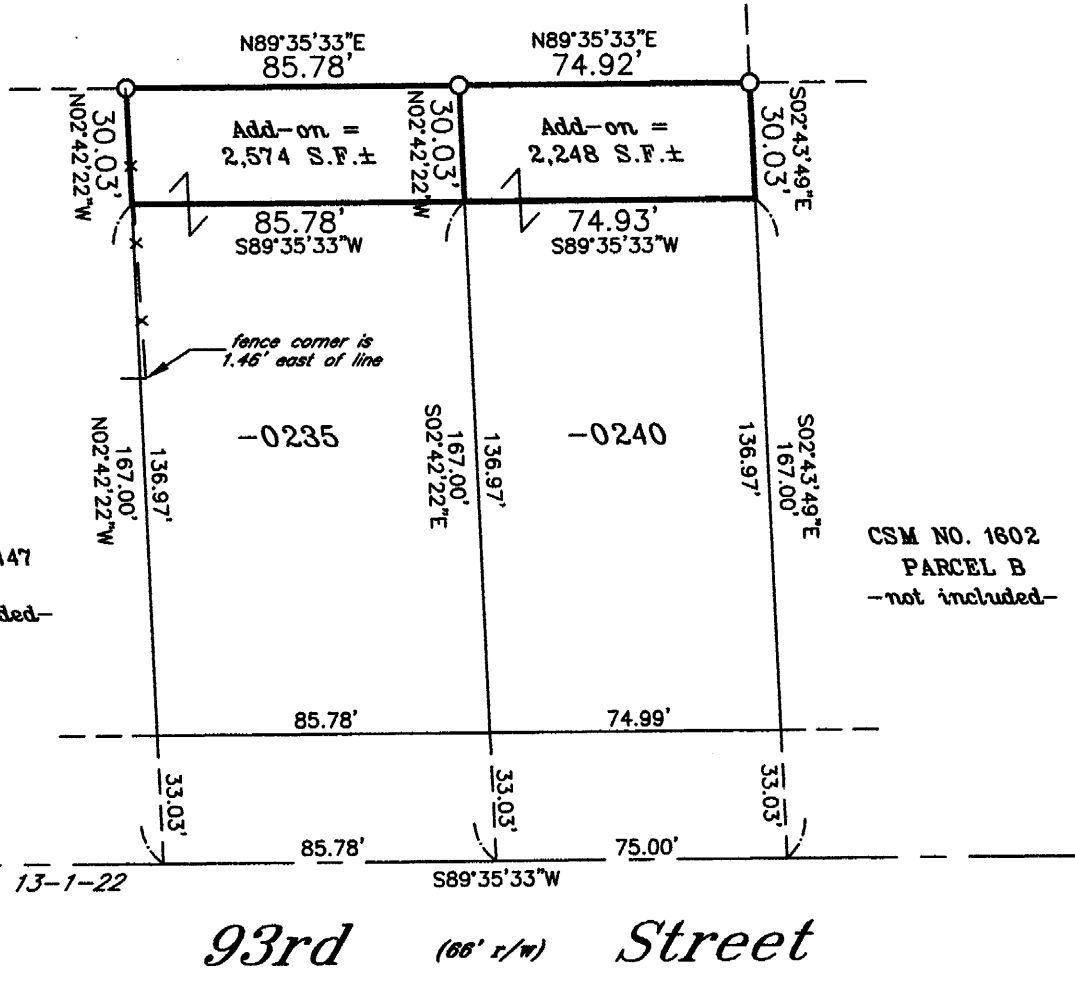 N89°35'33"E
85.78'
N89°35'33"E
74.92'
N02°42'22"W
30.03'
Add-on =
2,574 S.F.±
N02°42'22"W
30.03'
Add-on =
2,248 S.F.±
S02°43'49"E
30.03'
85.78'
S89°35'33"W
74.93'
S89°35'33"W
fence corner is
1.46' east of line
-0235
-0240
N02°42'22"W
167.00'
136.97'
S02°42'22"E
167.00'
136.97'
136.97'
S02°43'49"E
167.00'
CSM NO. 1602
PARCEL B
-not included-
47
ded-
85.78'
74.99'
33.03'
33.03'
33.03'
85.78'
75.00'
S89°35'33"W
13-1-22
93rd (66' r/w) Street